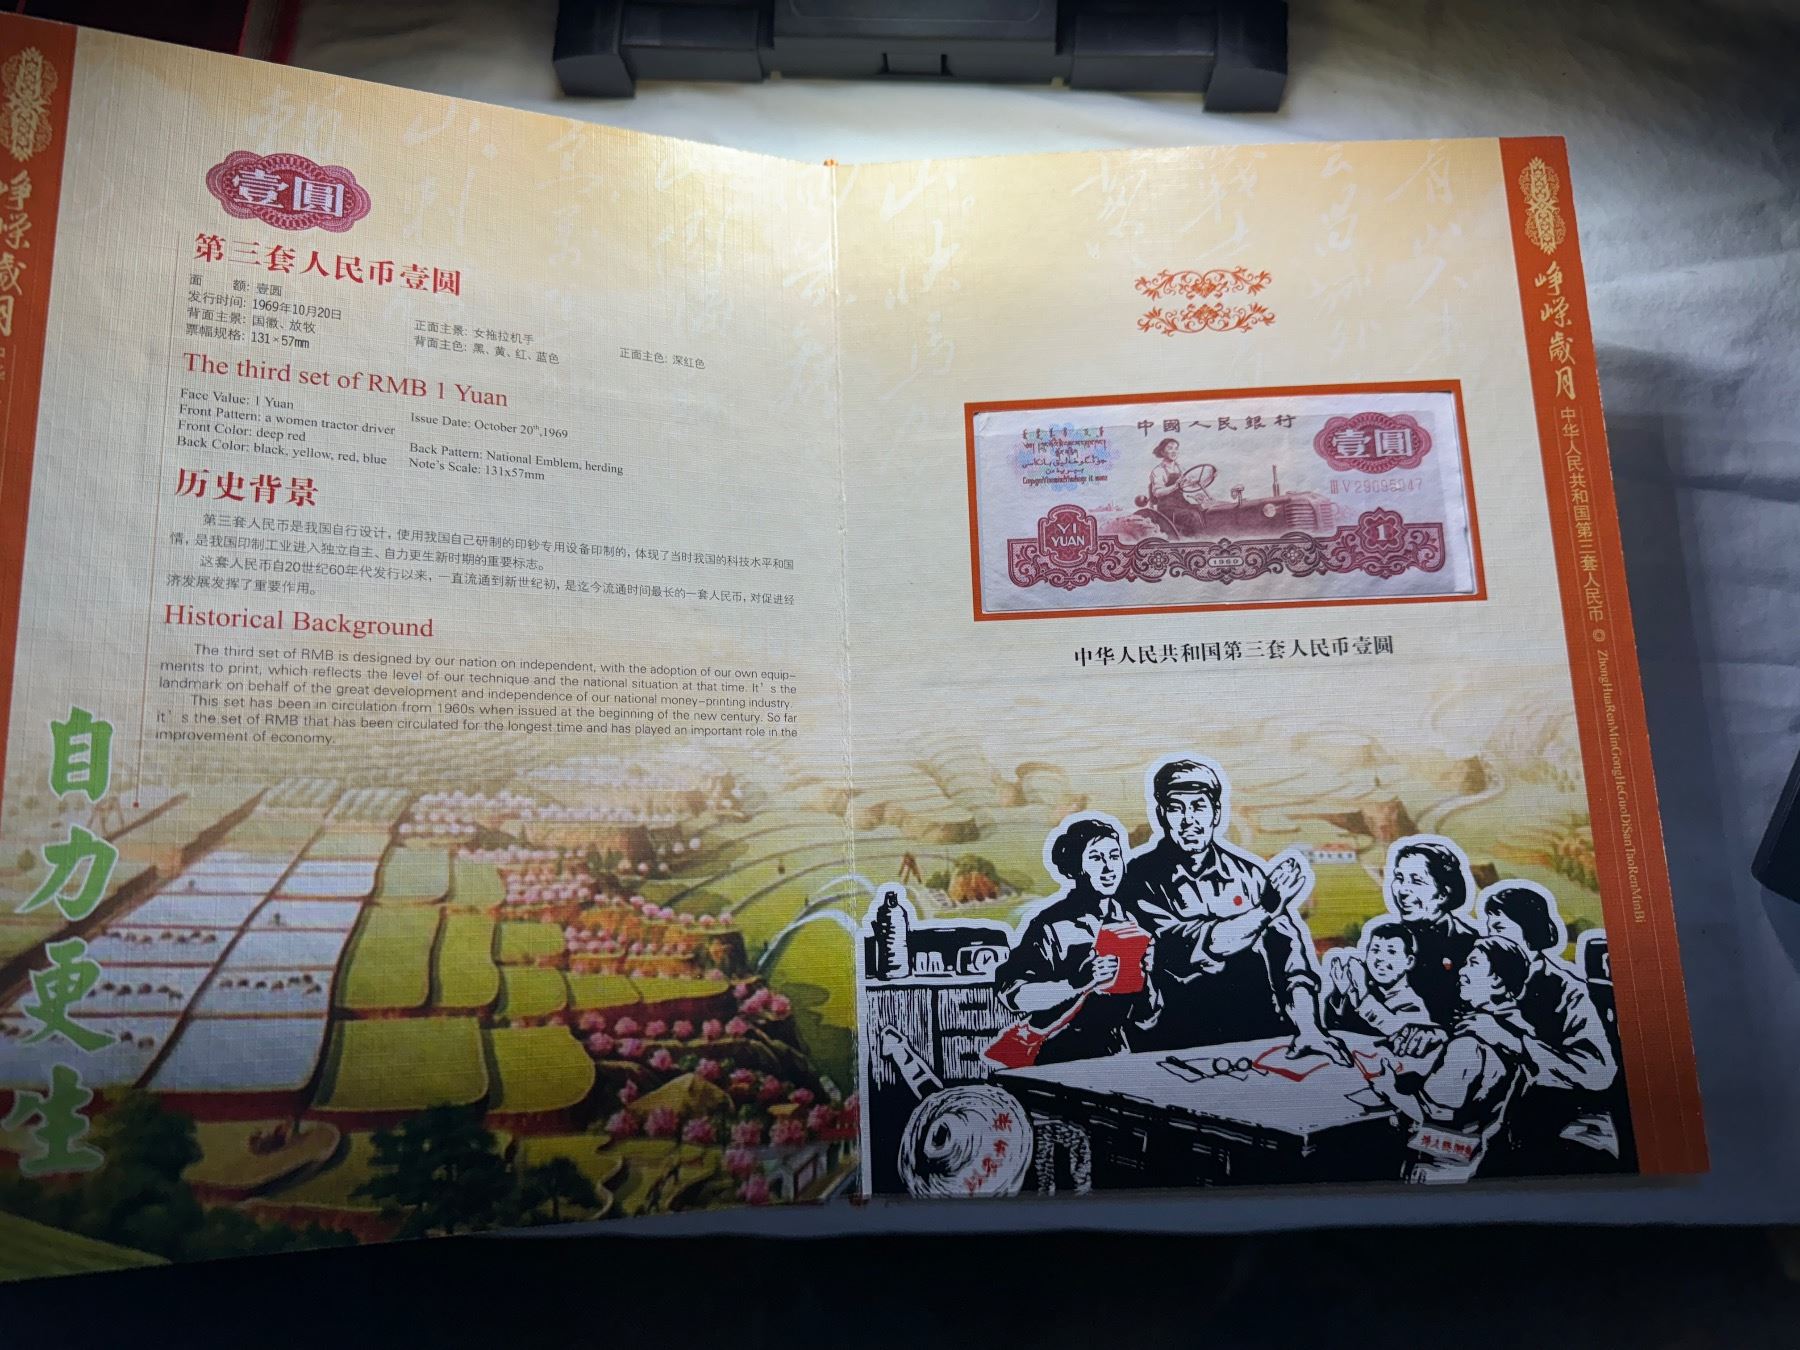 壹圓
第三套人民币壹圆
面　　额: 壹圆
发行时间: 1969年10月20日
正面主景: 女拖拉机手
正面主色: 深红色
背面主景: 国徽、放牧
背面主色: 黑、黄、红、蓝色
票幅规格: 131×57mm
The third set of RMB 1 Yuan
Face Value: 1 Yuan
Issue Date: October 20th,1969
Front Pattern: a women tractor driver
Front Color: deep red
Back Pattern: National Emblem, herding
Back Color: black, yellow, red, blue
Note's Scale: 131x57mm
历史背景
第三套人民币是我国自行设计，使用我国自己研制的印钞专用设备印制的，体现了当时我国的科技水平和国
情，是我国印制工业进入独立自主、自力更生新时期的重要标志。
这套人民币自20世纪60年代发行以来，一直流通到新世纪初，是迄今流通时间最长的一套人民币，对促进经
济发展发挥了重要作用。
Historical Background
The third set of RMB is designed by our nation on independent, with the adoption of our own equip-
ments to print, which reflects the level of our technique and the national situation at that time. It's the
landmark on behalf of the great development and independence of our national money-printing industry.
This set has been in circulation from 1960s when issued at the beginning of the new century. So far
it's the set of RMB that has been circulated for the longest time and has played an important role in the
improvement of economy.
自力更生
峥嵘岁月
中國人民銀行
壹圓
YI
YUAN
1
1960
中华人民共和国第三套人民币壹圆
峥嵘歲月
中华人民共和国第三套人民币
ZhongHuaRenMinGongHeGuoDiSanTaoRenMinBi